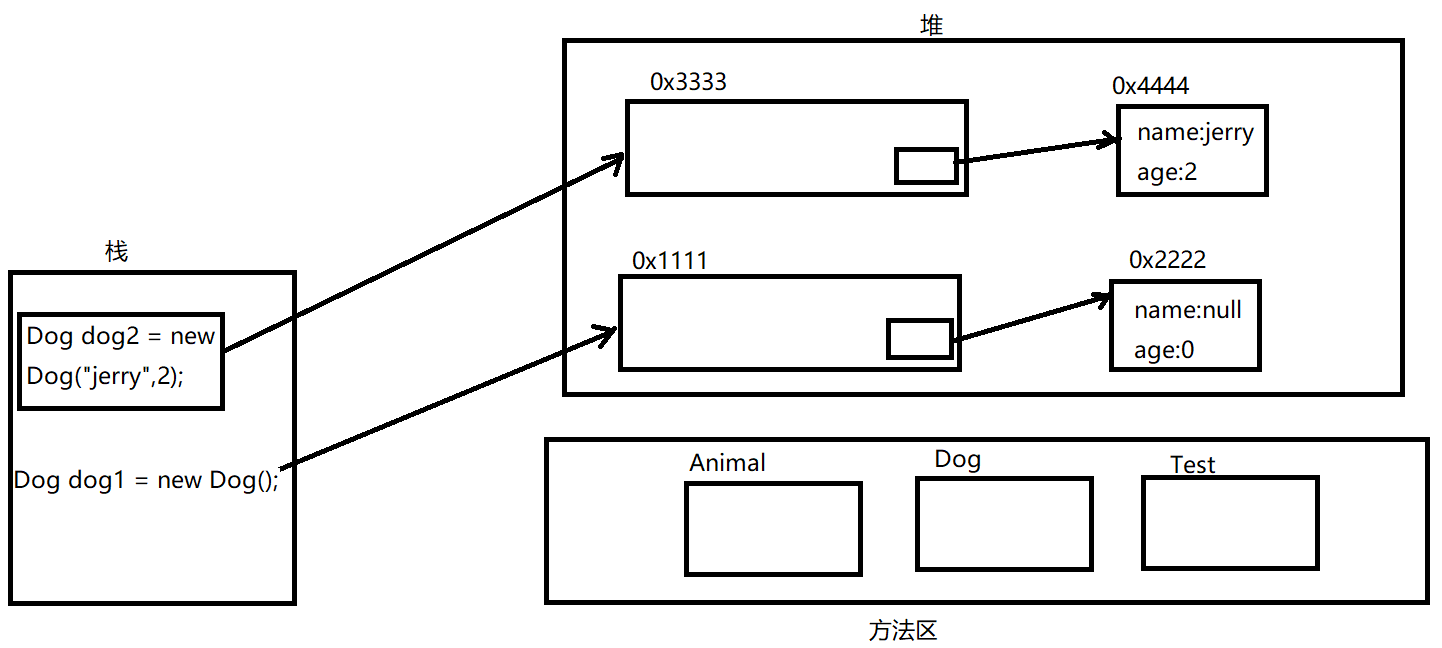 堆
0x3333
0x4444
name:jerry
age:2
栈
Dog dog2 = new
Dog("jerry",2);
Dog dog1 = new Dog();
0x1111
0x2222
name:null
age:0
Animal
Dog
Test
方法区